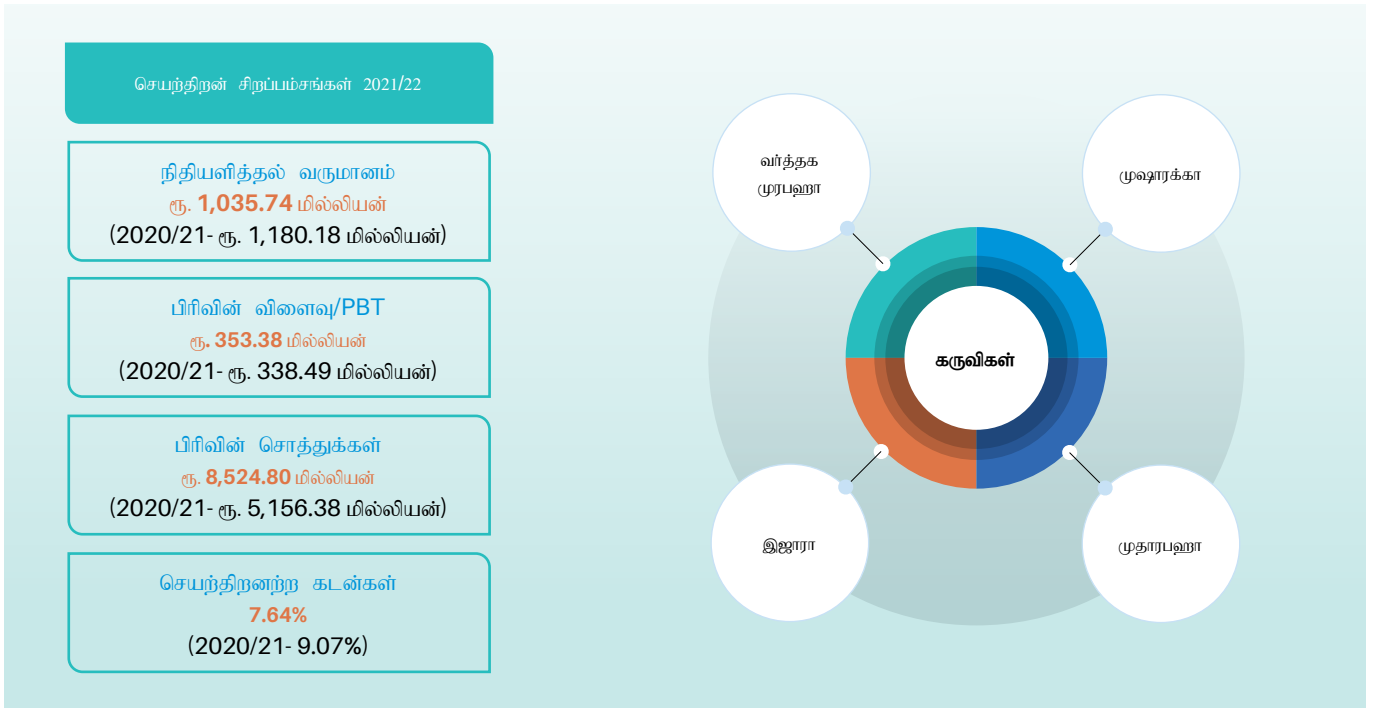 செயற்திறன் சிறப்பம்சங்கள் 2021/22
நிதியளித்தல் வருமானம்
ரூ. 1,035.74 மில்லியன்
(2020/21- ரூ. 1,180.18 மில்லியன்)
பிரிவின் விளைவு/PBT
ரூ. 353.38 மில்லியன்
(2020/21- ரூ. 338.49 மில்லியன்)
பிரிவின் சொத்துக்கள்
ரூ. 8,524.80 மில்லியன்
(2020/21- ரூ. 5,156.38 மில்லியன்)
செயற்திறனற்ற கடன்கள்
7.64%
(2020/21- 9.07%)
வர்த்தக
முரபஹா
முஷாரக்கா
கருவிகள்
இஜாரா
முதாரபஹா